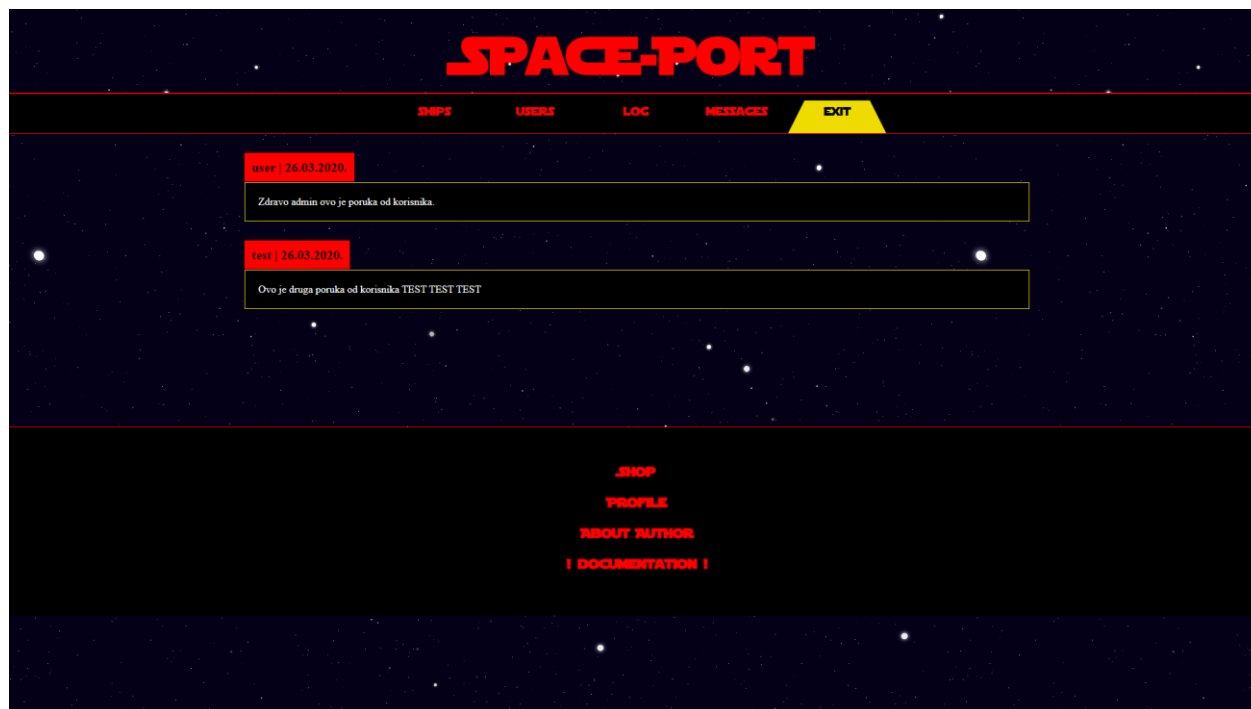 SPACE-PORT
SHIPS USERS LOG MESSAGES EXIT
user | 26.03.2020.
Zdravo admin ovo je poruka od korisnika.
test | 26.03.2020.
Ovo je druga poruka od korisnika TEST TEST TEST
SHOP
PROFILE
ABOUT AUTHOR
! DOCUMENTATION !